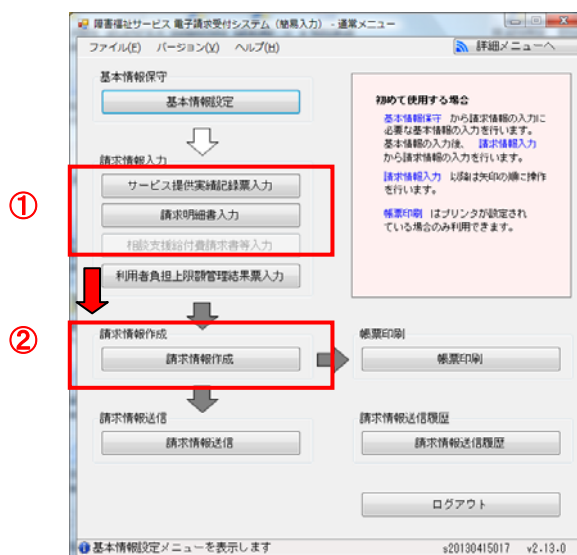 障害福祉サービス 電子請求受付システム（簡易入力） - 通常メニュー
ファイル(F) バージョン(V) ヘルプ(H)
詳細メニューへ
基本情報保守
基本情報設定
初めて使用する場合
基本情報保守 から請求情報の入力に
必要な基本情報の入力を行います。
基本情報の入力後、 請求情報入力
から請求情報の入力を行います。
請求情報入力 以降は矢印の順に操作
を行います。
帳票印刷 はプリンタが設定され
ている場合のみ利用できます。
請求情報入力
①
サービス提供実績記録票入力
請求明細書入力
相談支援給付費請求書等入力
利用者負担上限額管理結果票入力
②
請求情報作成
請求情報作成
帳票印刷
帳票印刷
請求情報送信
請求情報送信
請求情報送信履歴
請求情報送信履歴
ログアウト
基本情報設定メニューを表示します
s20130415017 v2.13.0